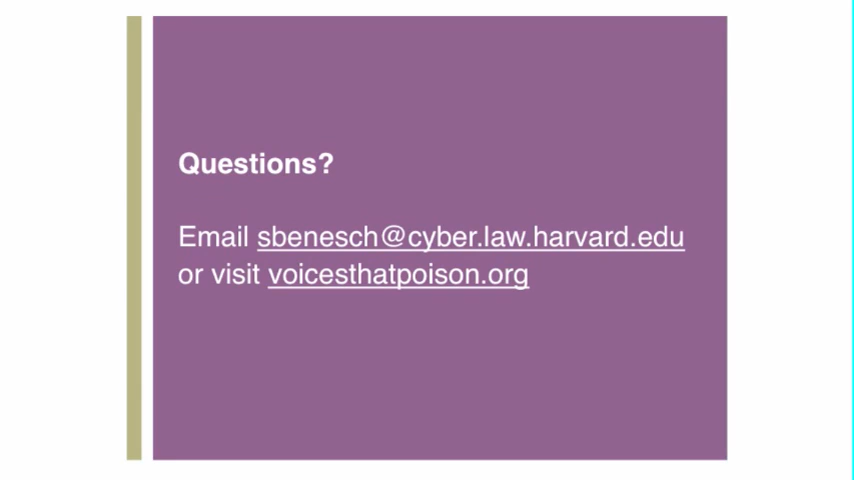 Questions?
Email sbenesch@cyber.law.harvard.edu
or visit voicesthatpoison.org